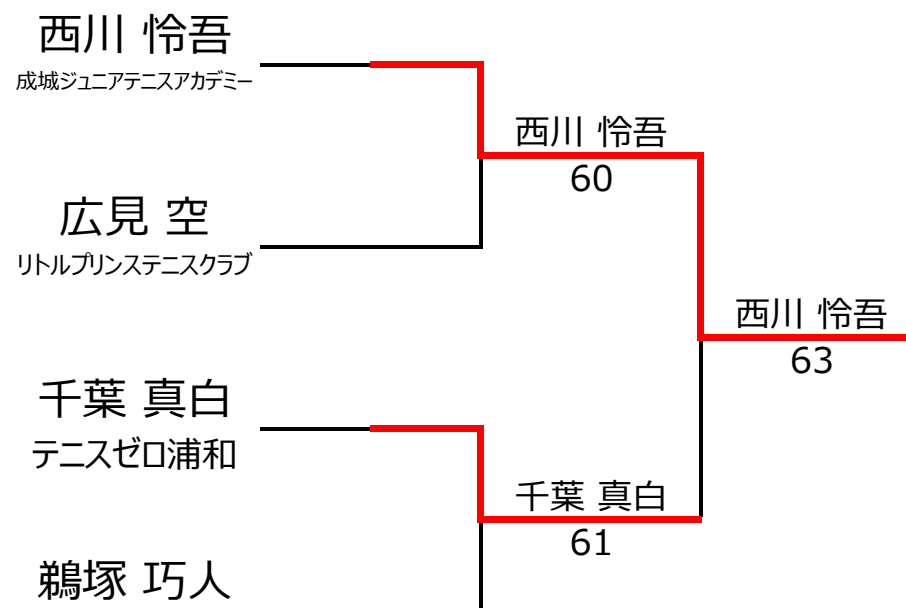 西川 怜吾
成城ジュニアテニスアカデミー
西川 怜吾
60
広見 空
リトルプリンステニスクラブ
西川 怜吾
63
千葉 真白
テニスゼロ浦和
千葉 真白
61
鵜塚 巧人